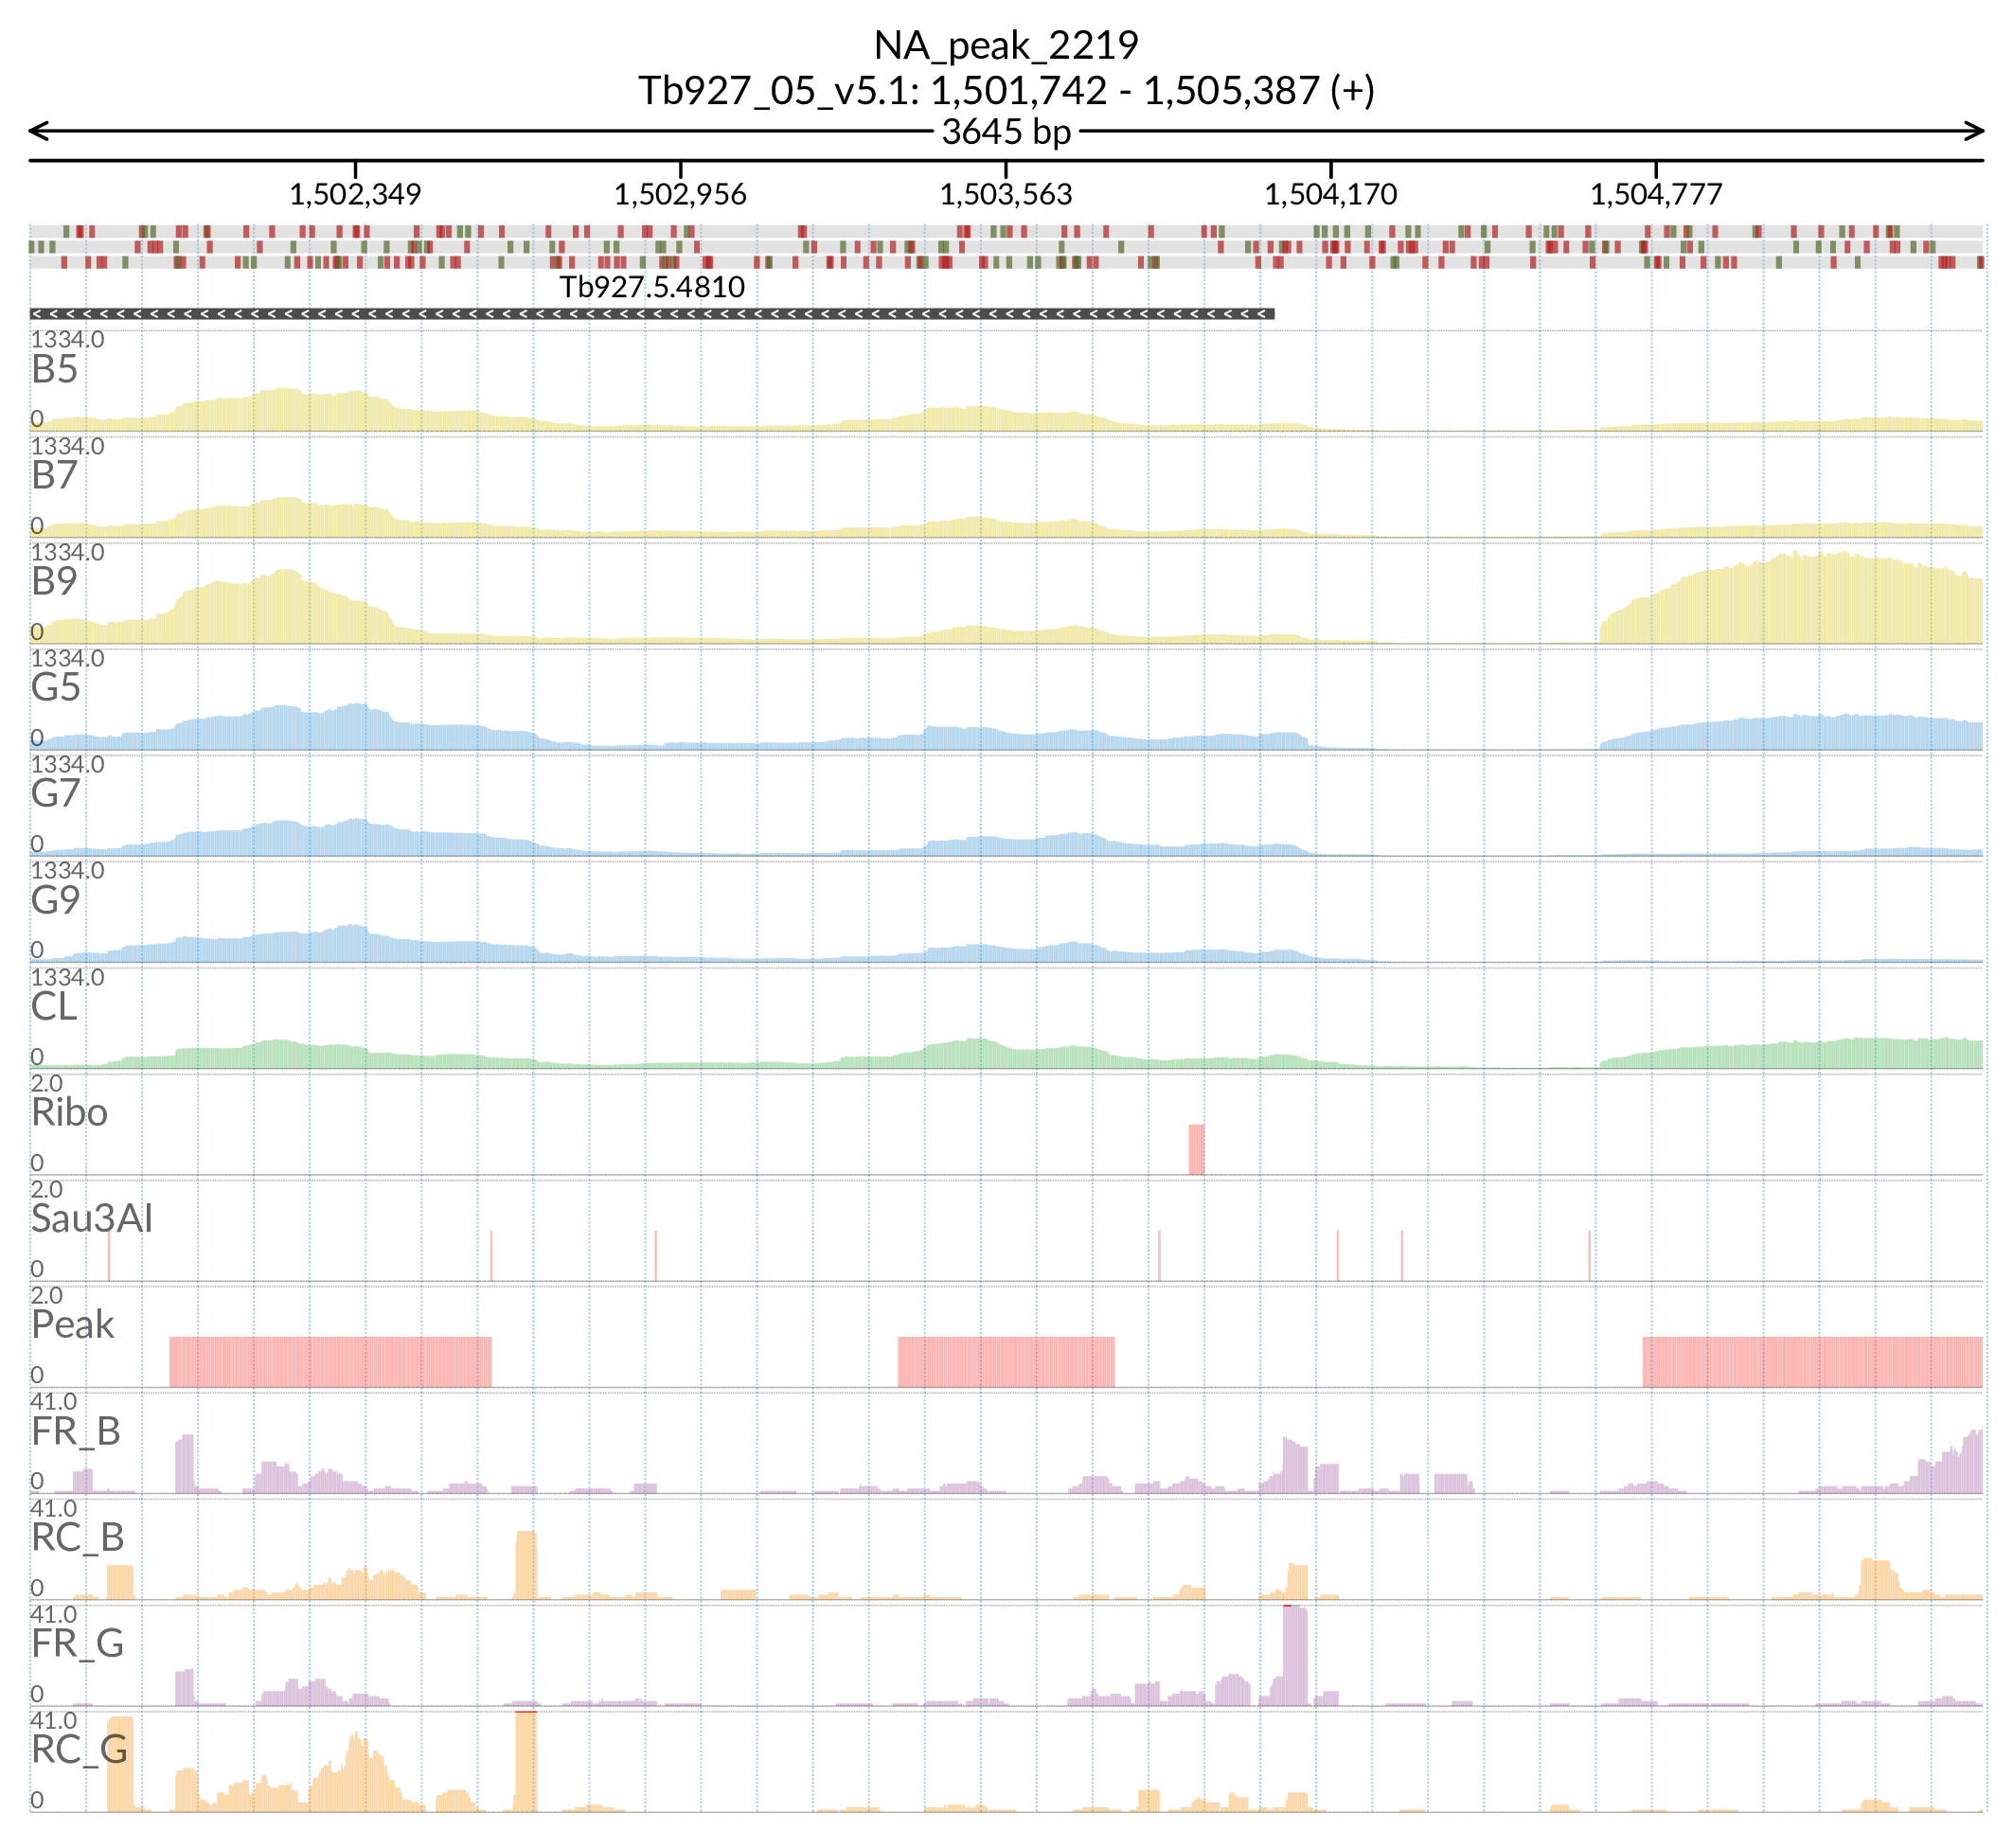 NA_peak_2219
Tb927_05_v5.1: 1,501,742 - 1,505,387 (+)
3645 bp
1,502,349 1,502,956 1,503,563 1,504,170 1,504,777
Tb927.5.4810
1334.0
B5
0
1334.0
B7
0
1334.0
B9
0
1334.0
G5
0
1334.0
G7
0
1334.0
G9
0
1334.0
CL
0
2.0
Ribo
0
2.0
Sau3AI
0
2.0
Peak
0
41.0
FR_B
0
41.0
RC_B
0
41.0
FR_G
0
41.0
RC_G
0